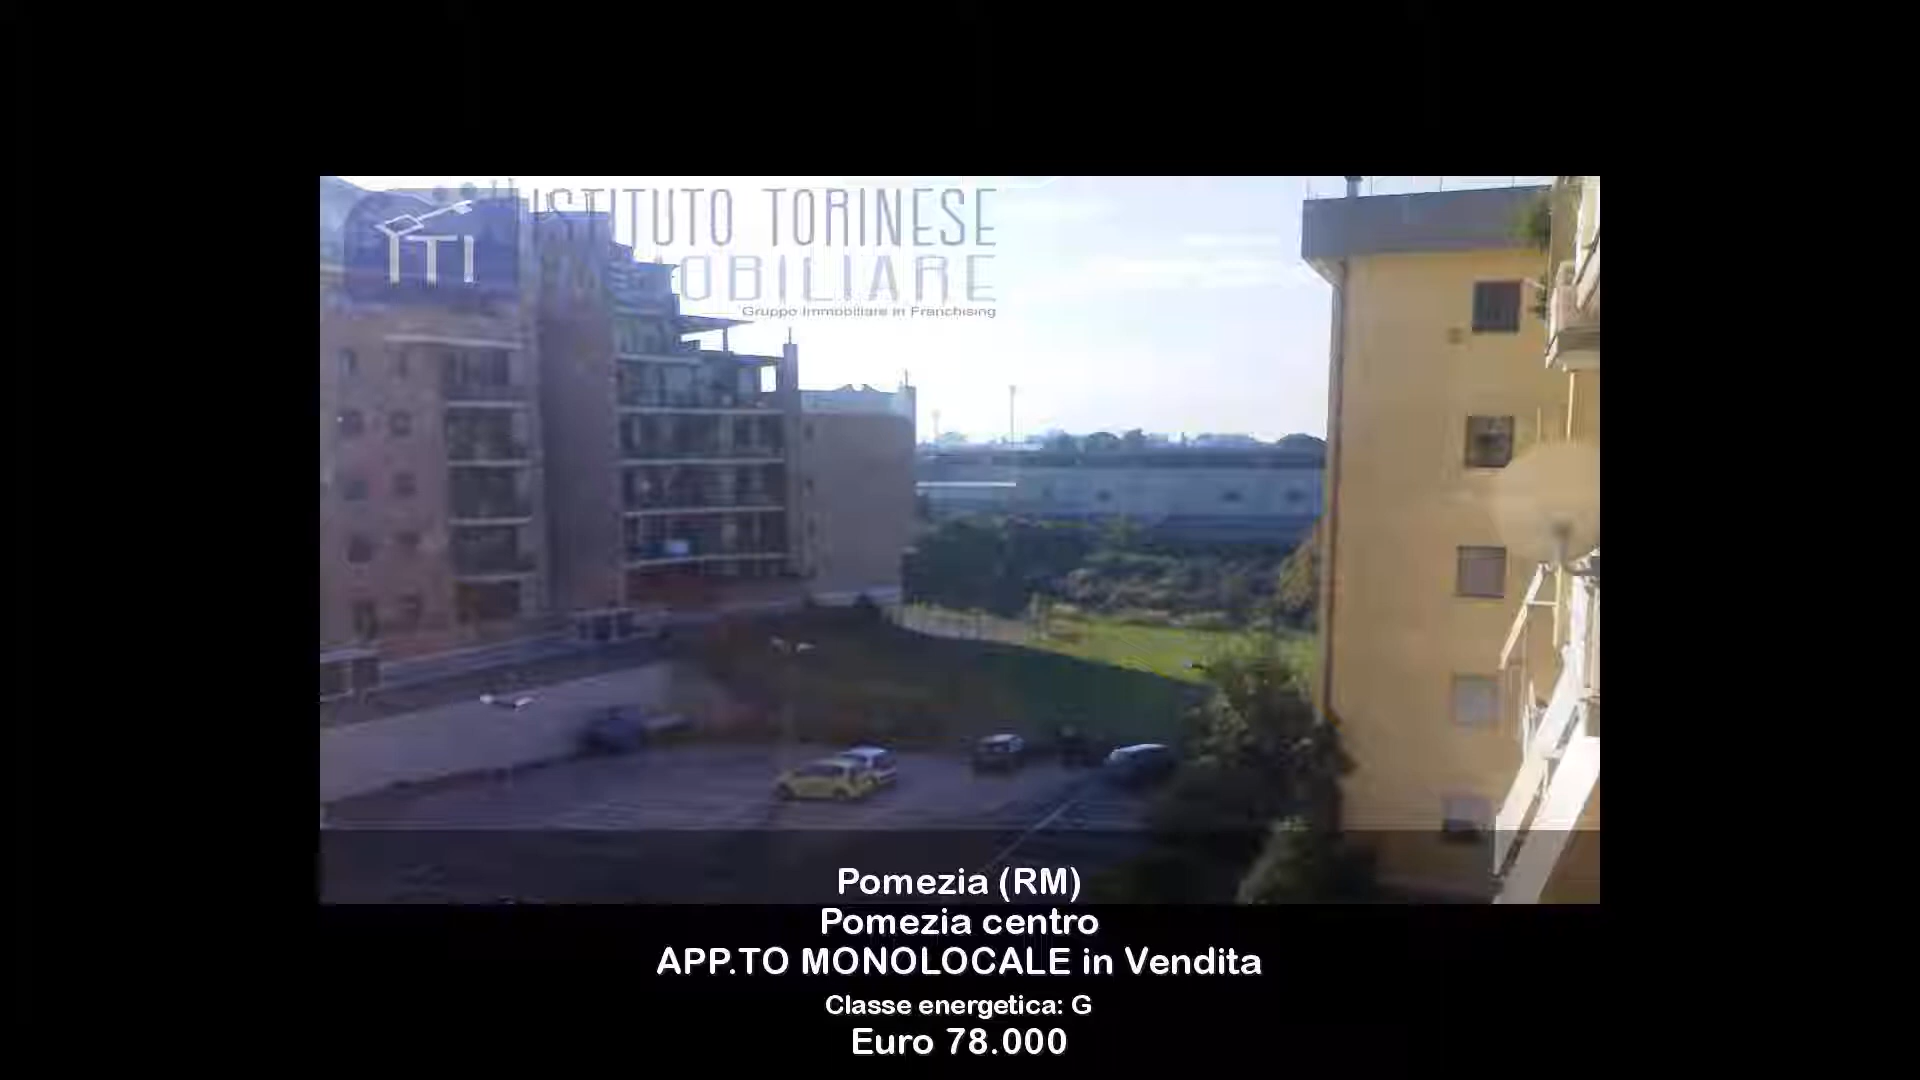 ITI
ISTITUTO TORINESE
IMMOBILIARE
Gruppo Immobiliare in Franchising
Pomezia (RM)
Pomezia centro
APP.TO MONOLOCALE in Vendita
Classe energetica: G
Euro 78.000